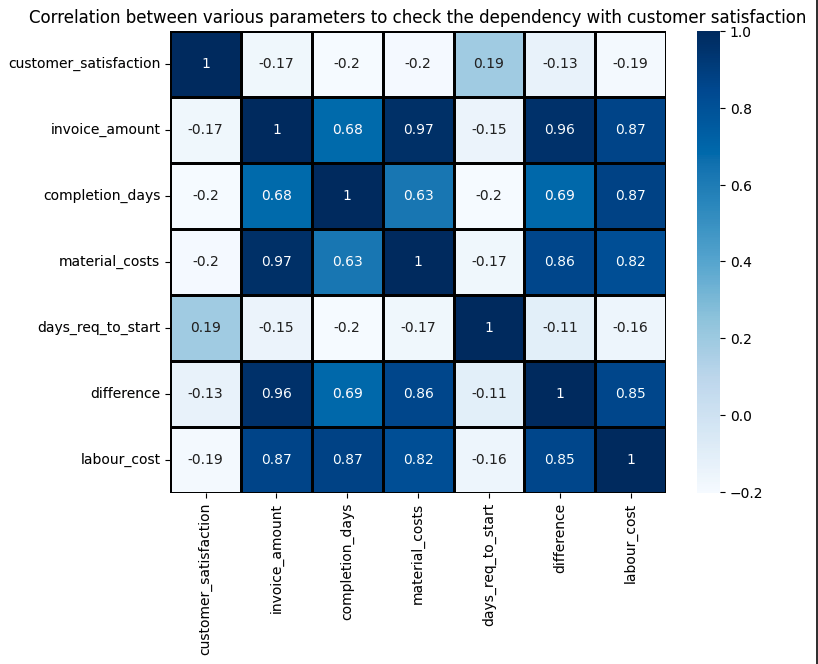 Correlation between various parameters to check the dependency with customer satisfaction
customer_satisfaction 1 -0.17 -0.2 -0.2 0.19 -0.13 -0.19
invoice_amount -0.17 1 0.68 0.97 -0.15 0.96 0.87
completion_days -0.2 0.68 1 0.63 -0.2 0.69 0.87
material_costs -0.2 0.97 0.63 1 -0.17 0.86 0.82
days_req_to_start 0.19 -0.15 -0.2 -0.17 1 -0.11 -0.16
difference -0.13 0.96 0.69 0.86 -0.11 1 0.85
labour_cost -0.19 0.87 0.87 0.82 -0.16 0.85 1
customer_satisfaction
invoice_amount
completion_days
material_costs
days_req_to_start
difference
labour_cost
1.0
0.8
0.6
0.4
0.2
0.0
−0.2